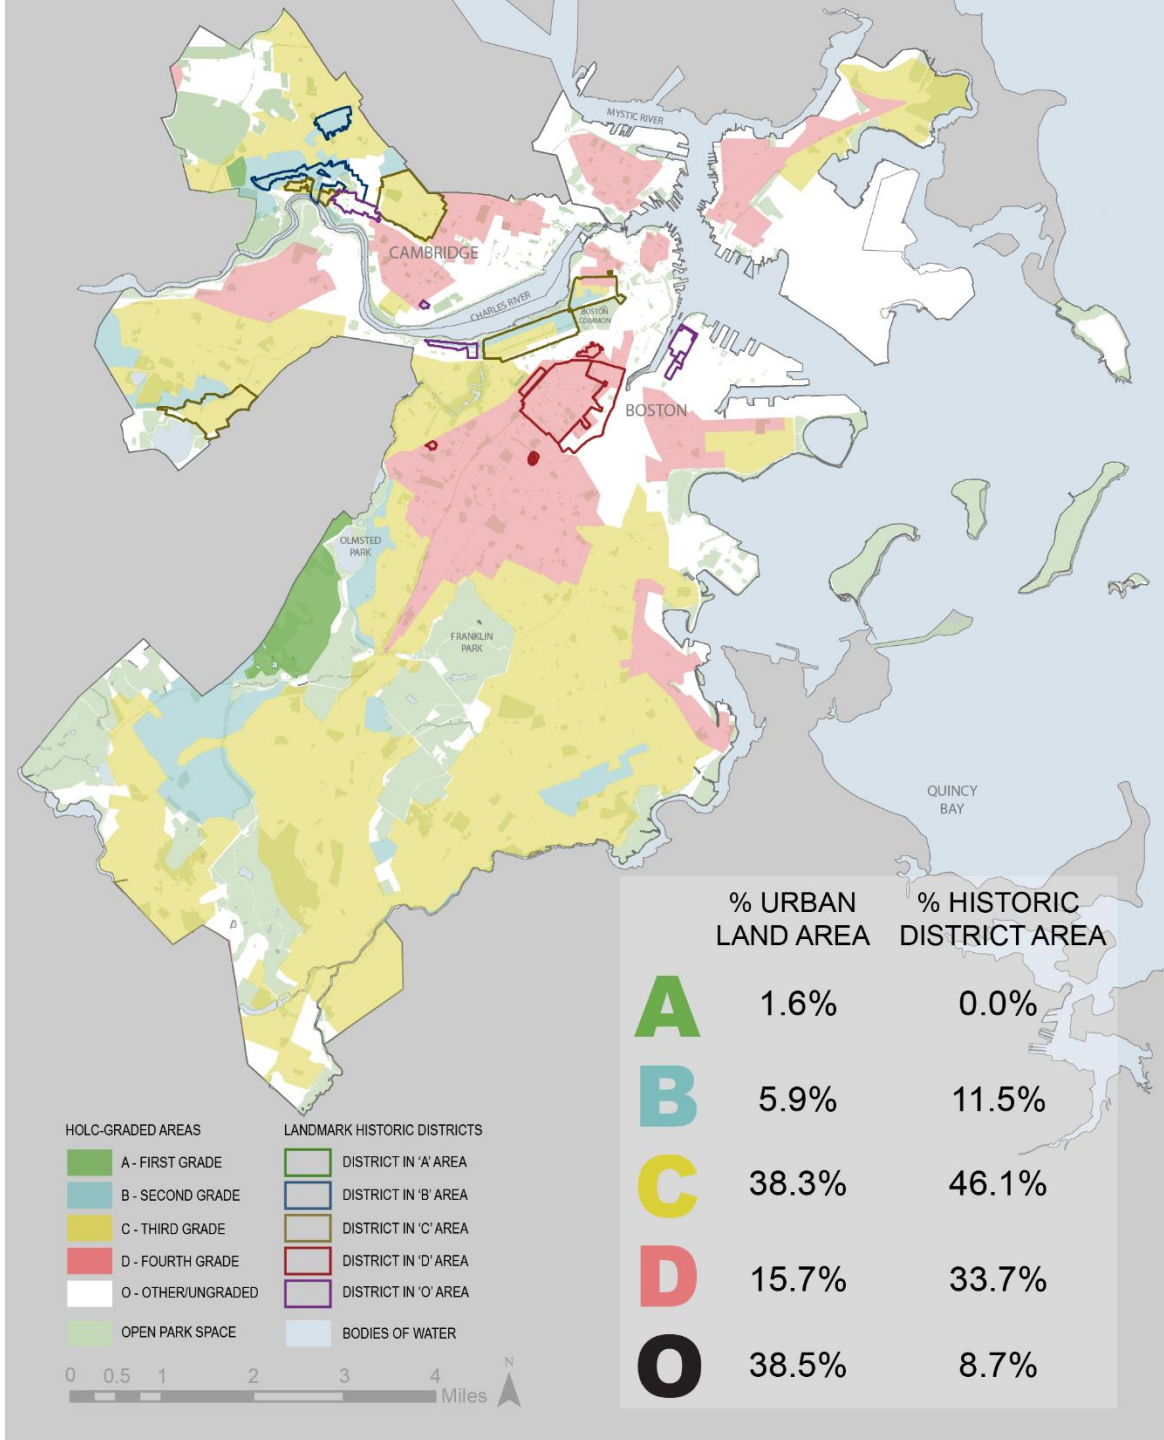 MYSTIC RIVER
CAMBRIDGE
CHARLES RIVER
BOSTON
COMMON
BOSTON
OLMSTED
PARK
FRANKLIN
PARK
QUINCY
BAY
% URBAN
LAND AREA
% HISTORIC
DISTRICT AREA
A 1.6% 0.0%
B 5.9% 11.5%
C 38.3% 46.1%
D 15.7% 33.7%
O 38.5% 8.7%
HOLC-GRADED AREAS
A - FIRST GRADE
B - SECOND GRADE
C - THIRD GRADE
D - FOURTH GRADE
O - OTHER/UNGRADED
OPEN PARK SPACE
LANDMARK HISTORIC DISTRICTS
DISTRICT IN 'A' AREA
DISTRICT IN 'B' AREA
DISTRICT IN 'C' AREA
DISTRICT IN 'D' AREA
DISTRICT IN 'O' AREA
BODIES OF WATER
0 0.5 1 2 3 4
Miles
N